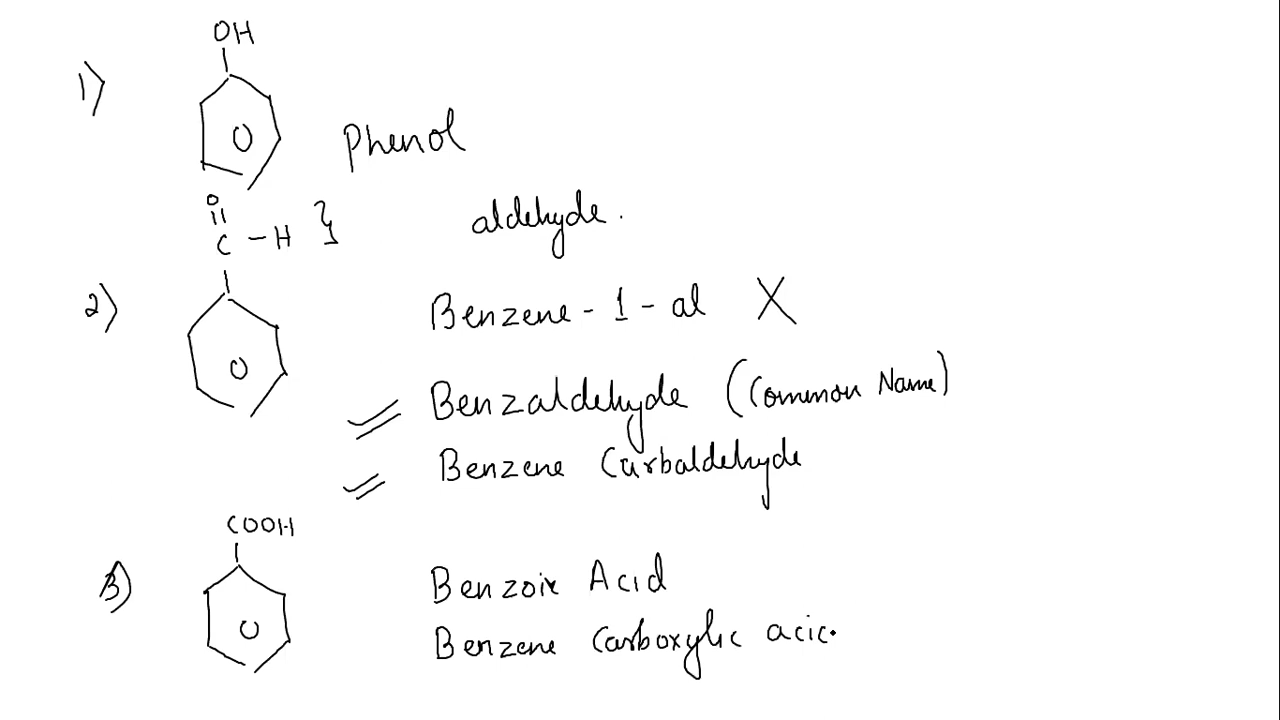 OH
1)
O
Phenol
O
C - H }
aldehyde.
2)
O
Benzene - 1 - al X
Benzaldehyde (Common Name)
Benzene Carbaldehyde
COOH
3)
O
Benzoic Acid
Benzene Carboxylic acic